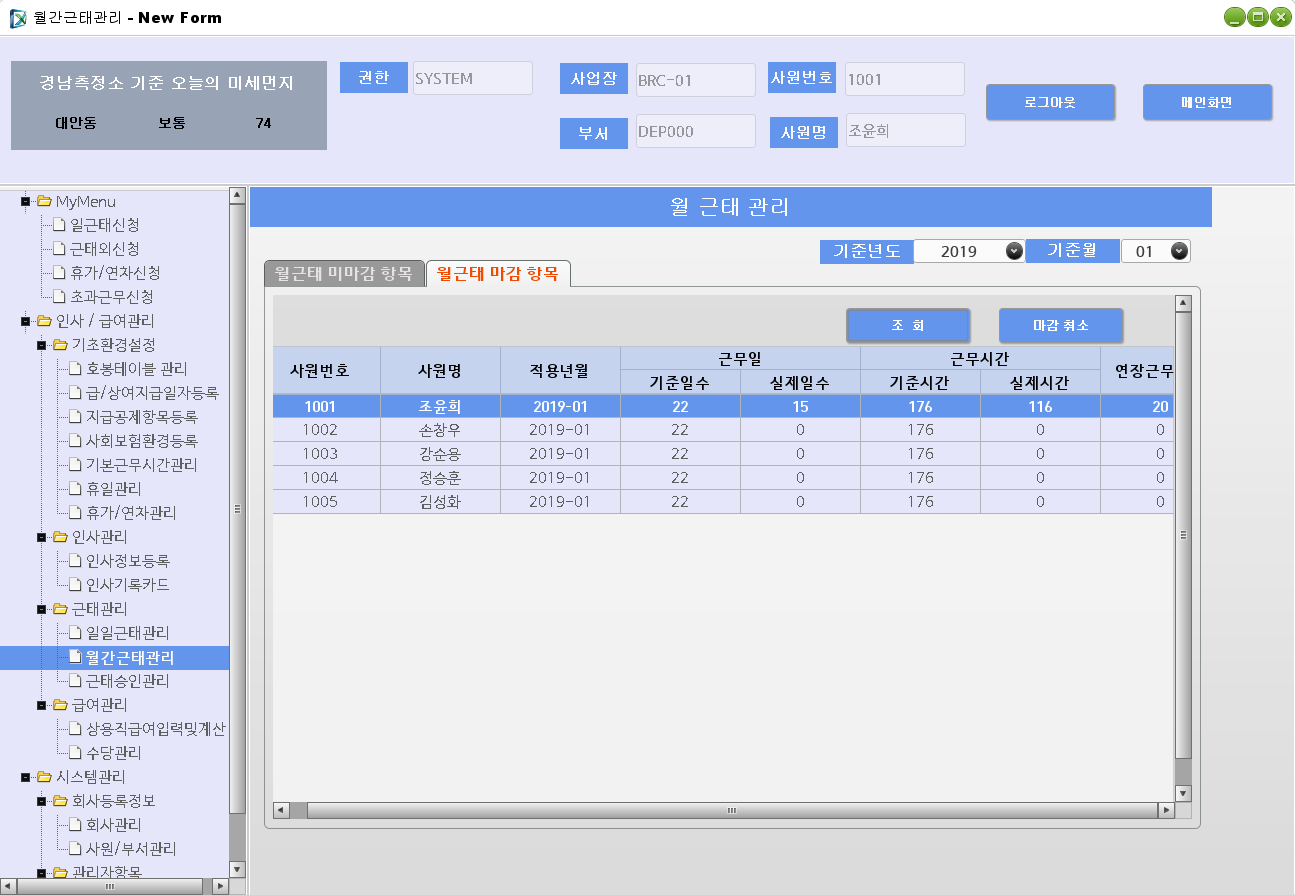 월간근태관리 - New Form
경남측정소 기준 오늘의 미세먼지
대안동 보통 74
권한 SYSTEM
사업장 BRC-01 사원번호 1001
부서 DEP000 사원명 조윤희
로그아웃 메인화면
MyMenu
일근태신청
근태외신청
휴가/연차신청
초과근무신청
인사 / 급여관리
기초환경설정
호봉테이블 관리
급/상여지급일자등록
지급공제항목등록
사회보험환경등록
기본근무시간관리
휴일관리
휴가/연차관리
인사관리
인사정보등록
인사기록카드
근태관리
일일근태관리
월간근태관리
근태승인관리
급여관리
상용직급여입력및계산
수당관리
시스템관리
회사등록정보
회사관리
사원/부서관리
관리자항목
월 근태 관리
기준년도 2019 기준월 01
월근태 미마감 항목 월근태 마감 항목
조 회 마감 취소
사원번호 사원명 적용년월 근무일 근무시간 연장근무
기준일수 실제일수 기준시간 실제시간
1001 조윤희 2019-01 22 15 176 116 20
1002 손창우 2019-01 22 0 176 0 0
1003 강순용 2019-01 22 0 176 0 0
1004 정승훈 2019-01 22 0 176 0 0
1005 김성화 2019-01 22 0 176 0 0